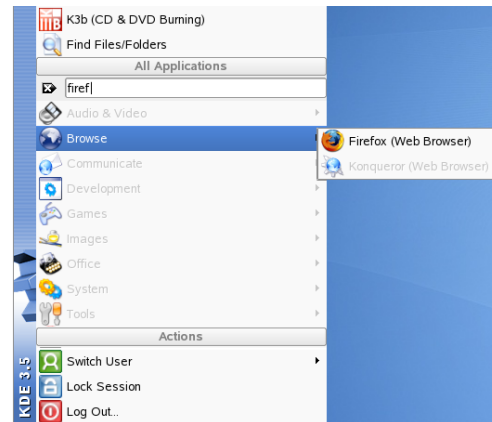 K3b (CD & DVD Burning)
Find Files/Folders
All Applications
firef
Audio & Video
Browse
Firefox (Web Browser)
Konqueror (Web Browser)
Communicate
Development
Games
Images
Office
System
Tools
Actions
Switch User
Lock Session
Log Out...
KDE 3.5